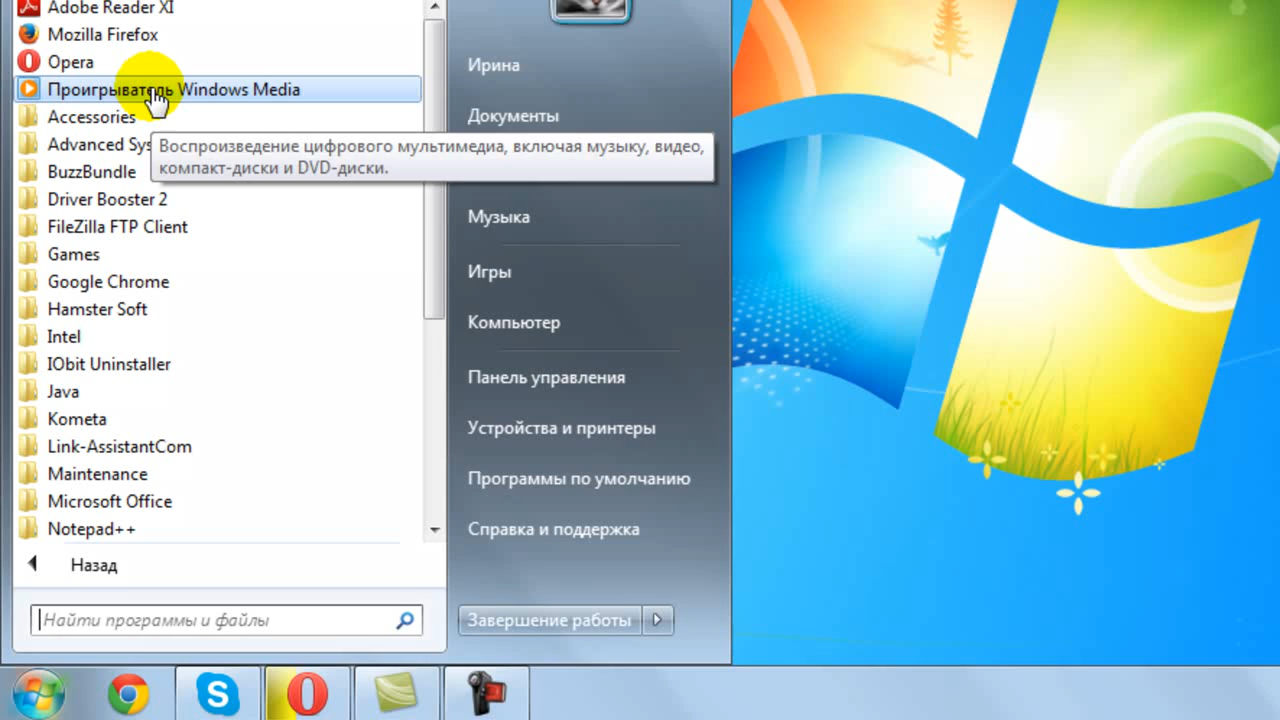 Adobe Reader XI
Mozilla Firefox
Opera
Проигрыватель Windows Media
Accessories
Advanced Sys
Воспроизведение цифрового мультимедиа, включая музыку, видео,
компакт-диски и DVD-диски.
BuzzBundle
Driver Booster 2
FileZilla FTP Client
Games
Google Chrome
Hamster Soft
Intel
IObit Uninstaller
Java
Kometa
Link-AssistantCom
Maintenance
Microsoft Office
Notepad++
Назад
Найти программы и файлы
Ирина
Документы
Музыка
Игры
Компьютер
Панель управления
Устройства и принтеры
Программы по умолчанию
Справка и поддержка
Завершение работы